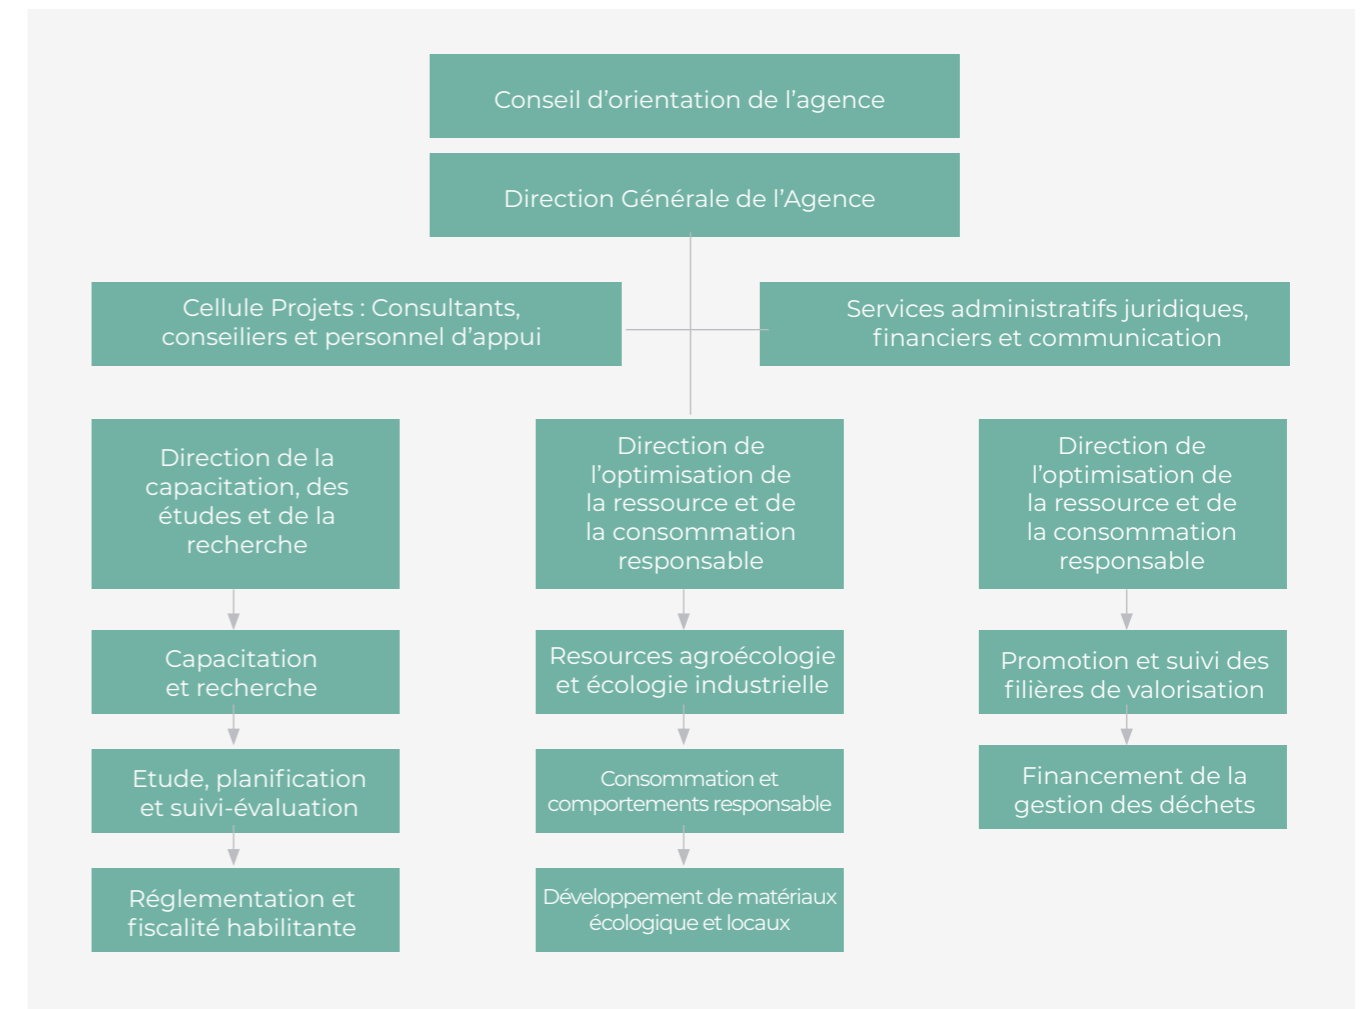 Conseil d’orientation de l’agence
Direction Générale de l’Agence
Cellule Projets : Consultants,
conseiliers et personnel d’appui
Services administratifs juridiques,
financiers et communication
Direction de la
capacitation, des
études et de la
recherche
Direction de
l’optimisation de
la ressource et de
la consommation
responsable
Direction de
l’optimisation de
la ressource et de
la consommation
responsable
Capacitation
et recherche
Resources agroécologie
et écologie industrielle
Promotion et suivi des
filières de valorisation
Etude, planification
et suivi-évaluation
Consommation et
comportements responsable
Financement de la
gestion des déchets
Réglementation et
fiscalité habilitante
Développement de matériaux
écologique et locaux